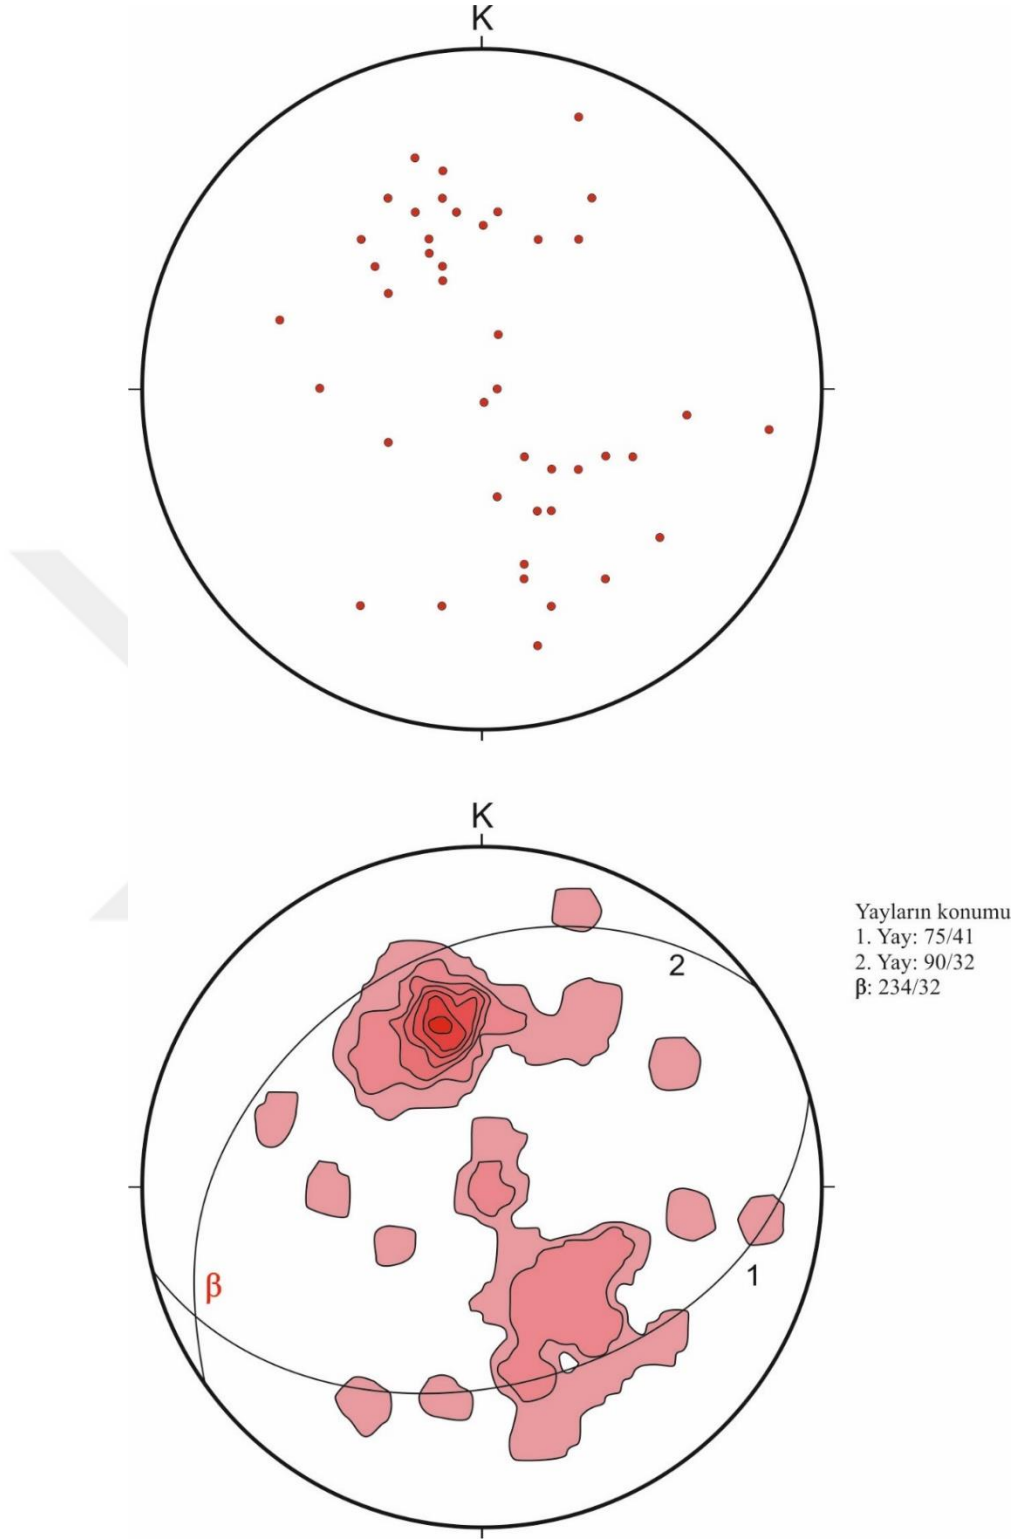 K
K
2
Yayların konumu
1. Yay: 75/41
2. Yay: 90/32
β: 234/32
1
β